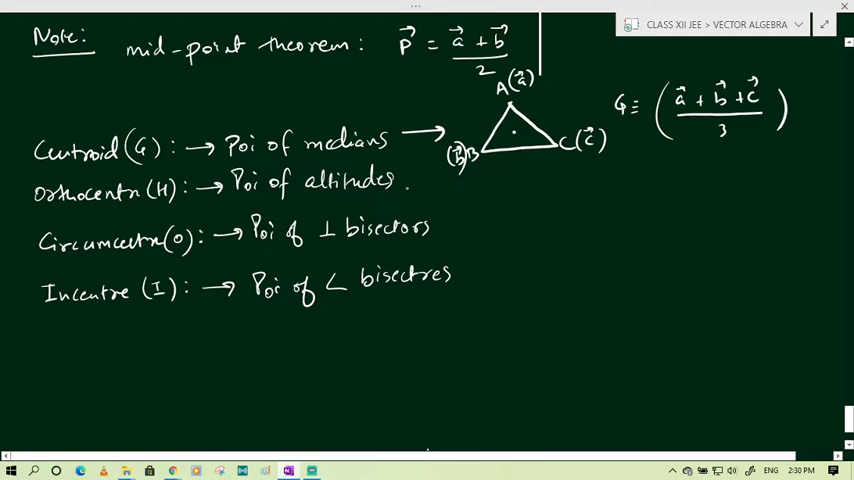 CLASS XII JEE > VECTOR ALGEBRA
Note: mid-point theorem: p⃗ = (a⃗ + b⃗)/2
A(a⃗)
G ≡ ((a⃗ + b⃗ + c⃗)/3)
Centroid (G) : → Poi of medians →
(b⃗)B C(c⃗)
Orthocentr (H) : → Poi of altitudes .
Circumcentre (O) : → Poi of ⊥ bisectors
Incentre (I) : → Poi of ∠ bisectres
ENG 2:30 PM